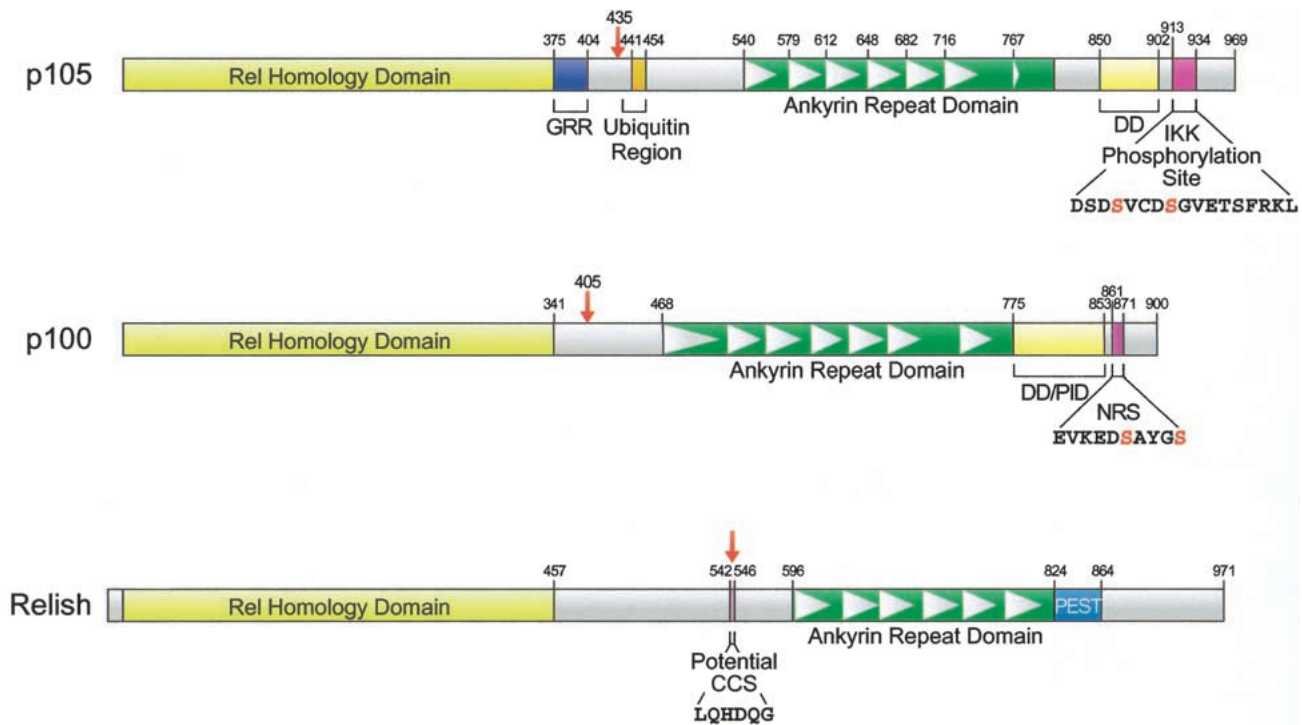 435
375 404 441 454 540 579 612 648 682 716 767 850 902 913 934 969
p105
Rel Homology Domain
Ankyrin Repeat Domain
GRR
Ubiquitin
Region
DD
IKK
Phosphorylation
Site
DSDSVCDSGVETSFRKL
405
341 468 775 853 861 871 900
p100
Rel Homology Domain
Ankyrin Repeat Domain
DD/PID
NRS
EVKEDSAYGS
457 542 546 596 824 864 971
Relish
Rel Homology Domain
PEST
Ankyrin Repeat Domain
Potential
CCS
LQHDQG